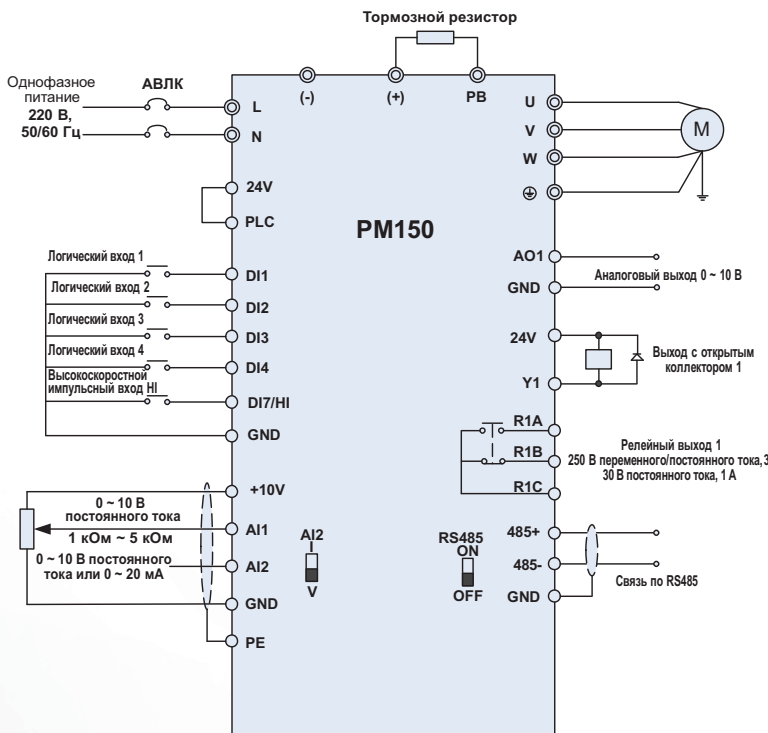 Тормозной резистор
Однофазное
питание
220 В,
50/60 Гц
АВЛК
L
N
(-)
(+)
PB
U
V
W
M
24V
PLC
PM150
Логический вход 1
DI1
Логический вход 2
DI2
Логический вход 3
DI3
Логический вход 4
DI4
Высокоскоростной
импульсный вход HI
DI7/HI
GND
AO1
Аналоговый выход 0 ~ 10 В
GND
24V
Выход с открытым
коллектором 1
Y1
R1A
R1B
R1C
Релейный выход 1
250 В переменного/постоянного тока,3
30 В постоянного тока, 1 А
+10V
0 ~ 10 В
постоянного тока
1 кОм ~ 5 кОм
AI1
0 ~ 10 В постоянного
тока или 0 ~ 20 мА
AI2
GND
PE
AI2
I
V
RS485
ON
OFF
485+
485-
GND
Связь по RS485